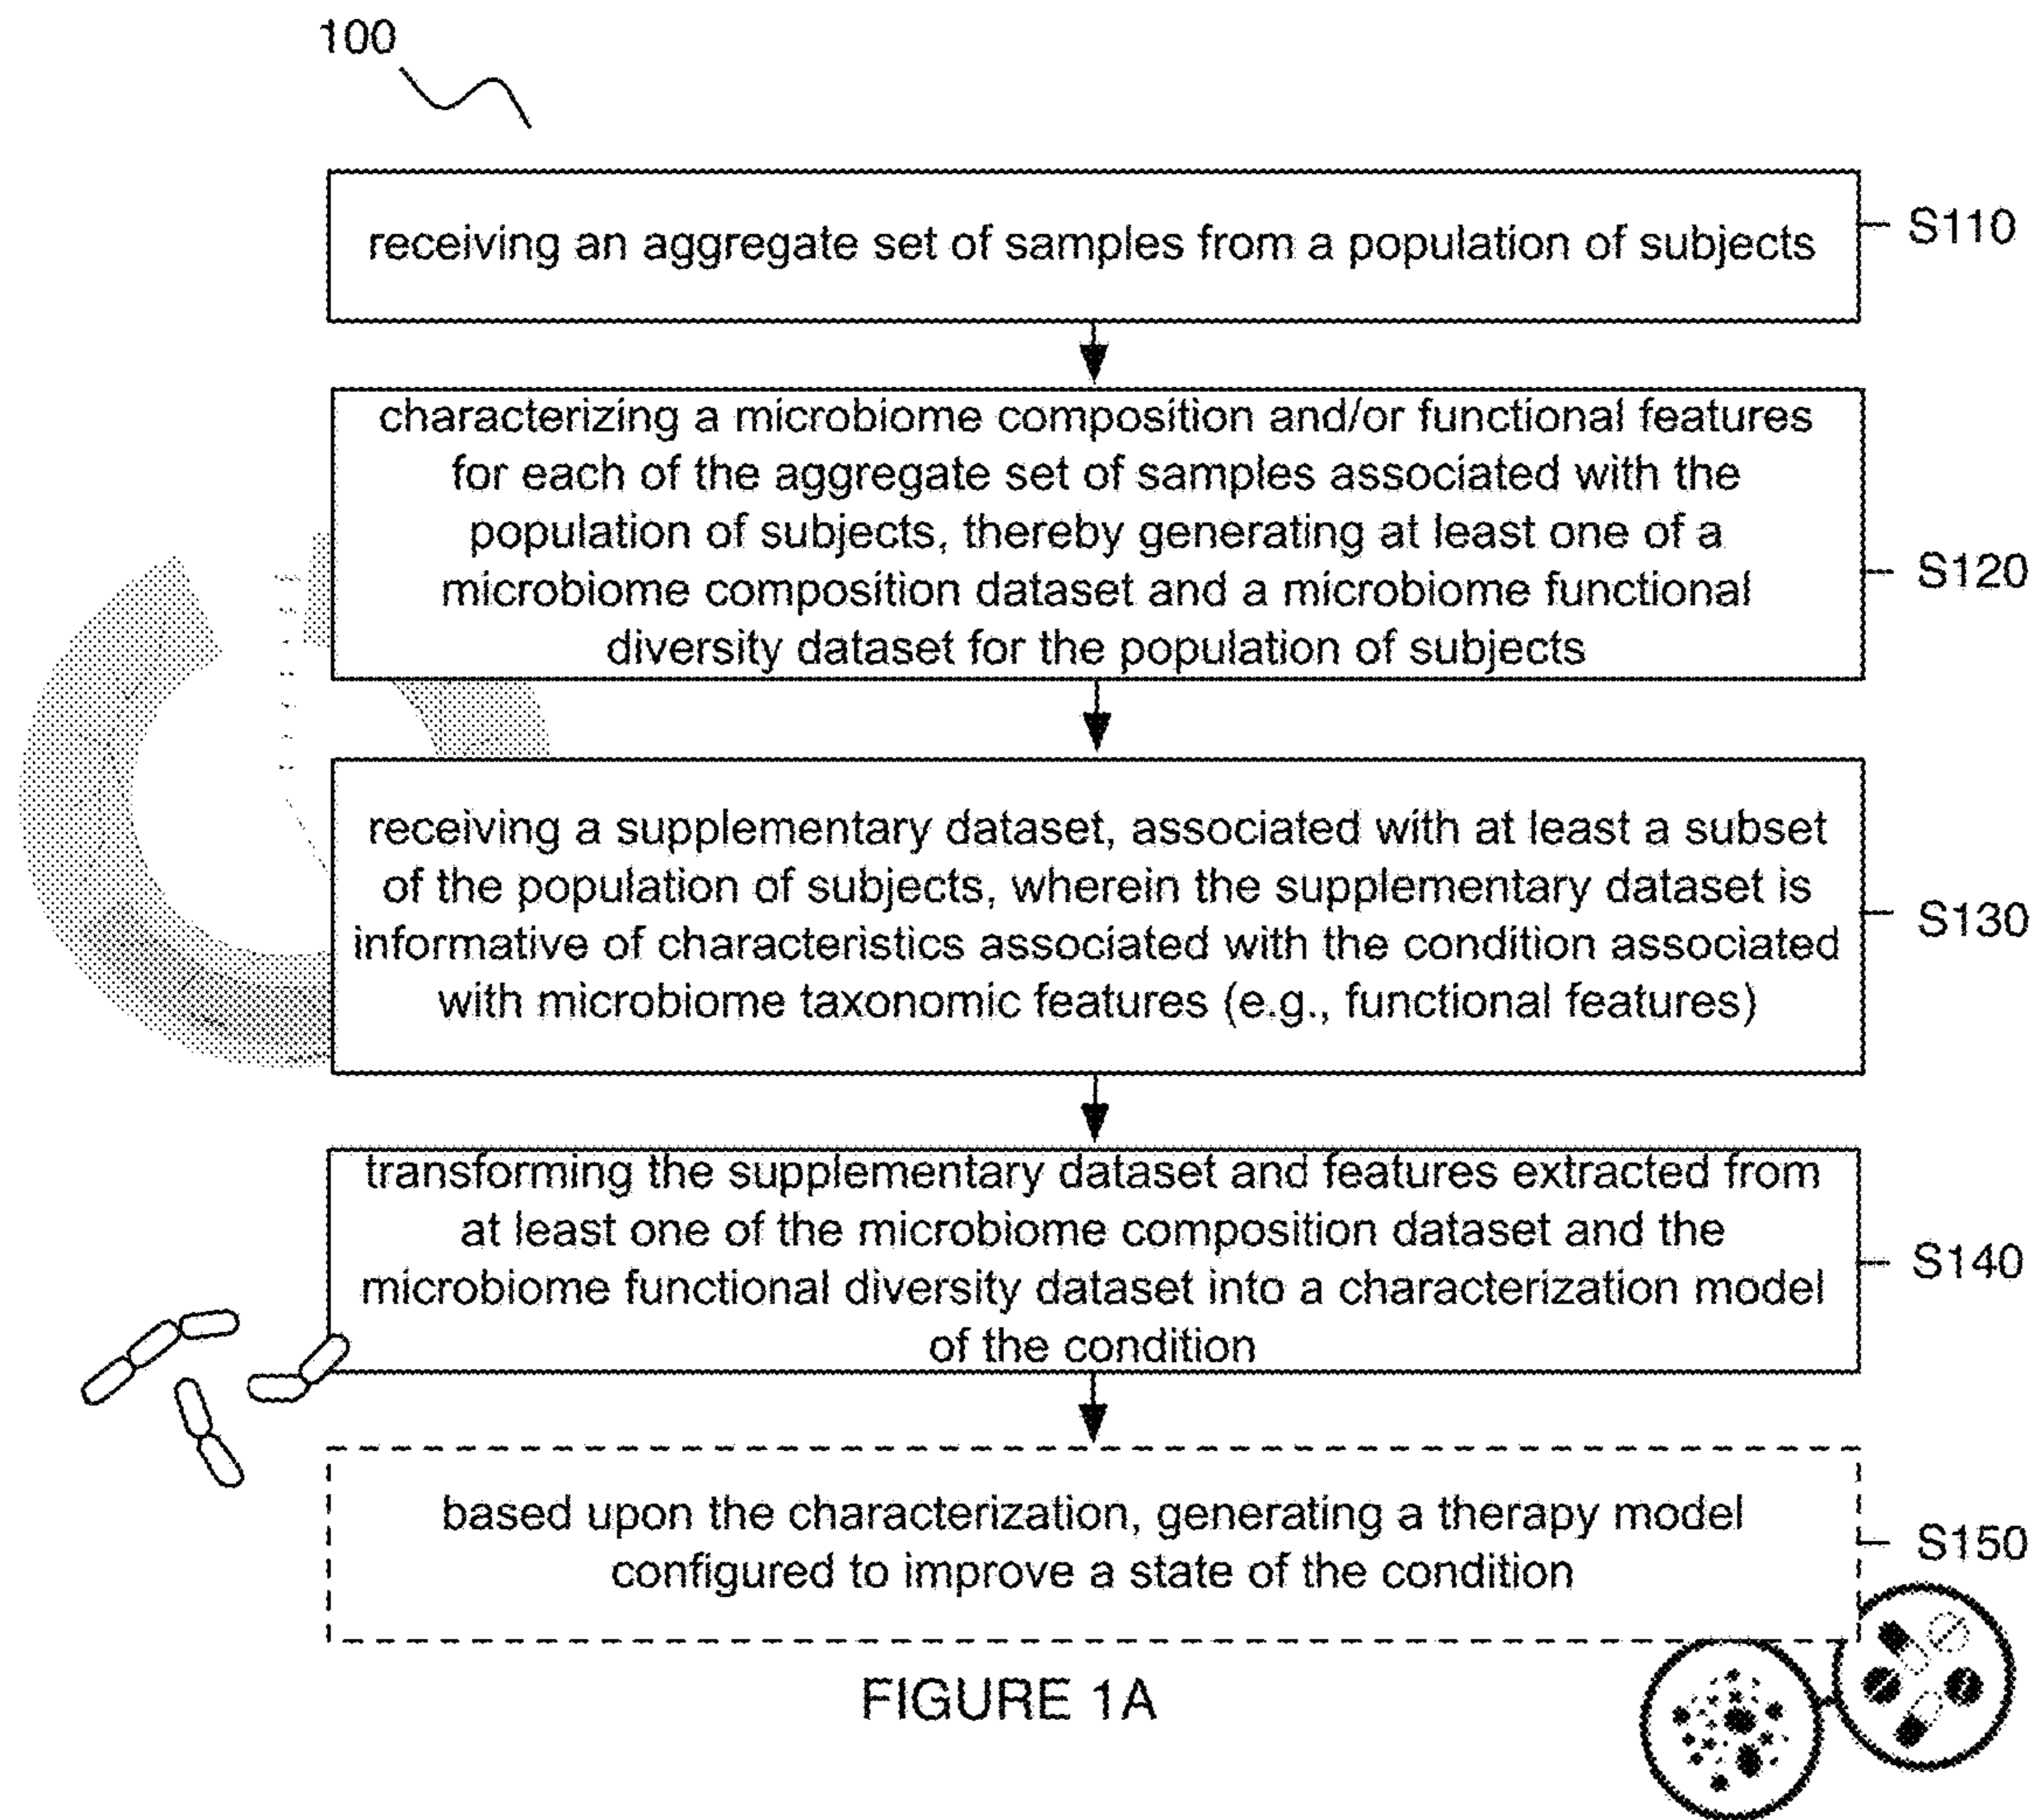 100
receiving an aggregate set of samples from a population of subjects
S110
characterizing a microbiome composition and/or functional features
for each of the aggregate set of samples associated with the
population of subjects, thereby generating at least one of a
microbiome composition dataset and a microbiome functional
diversity dataset for the population of subjects
S120
receiving a supplementary dataset, associated with at least a subset
of the population of subjects, wherein the supplementary dataset is
informative of characteristics associated with the condition associated
with microbiome taxonomic features (e.g., functional features)
S130
transforming the supplementary dataset and features extracted from
at least one of the microbiome composition dataset and the
microbiome functional diversity dataset into a characterization model
of the condition
S140
based upon the characterization, generating a therapy model
configured to improve a state of the condition
S150
FIGURE 1A